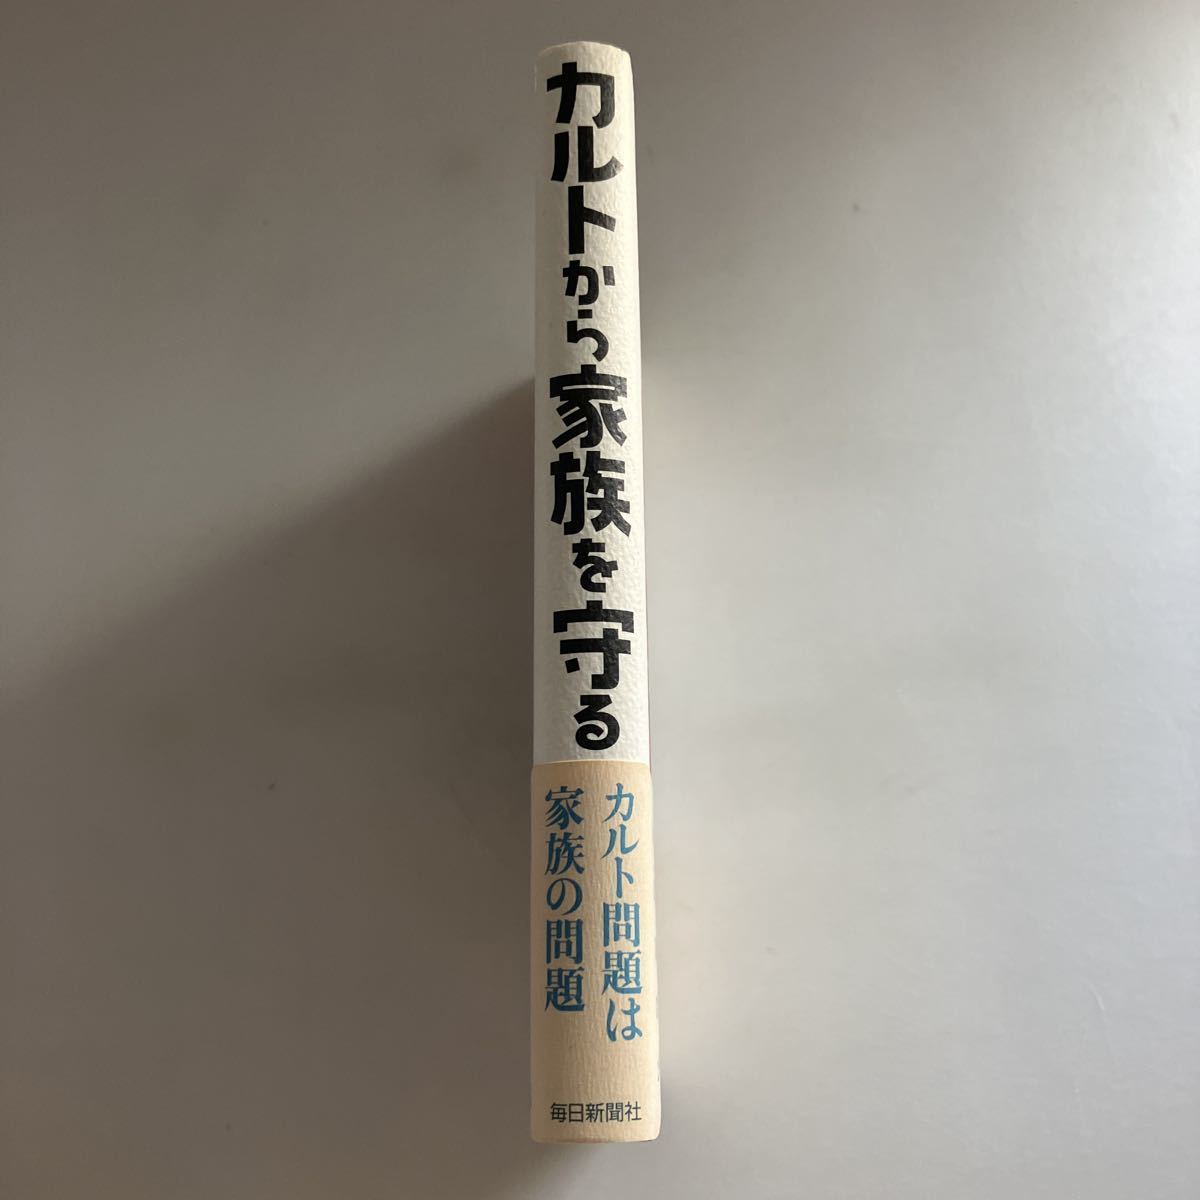 カルトから家族を守る
カルト問題は
家族の問題
毎日新聞社